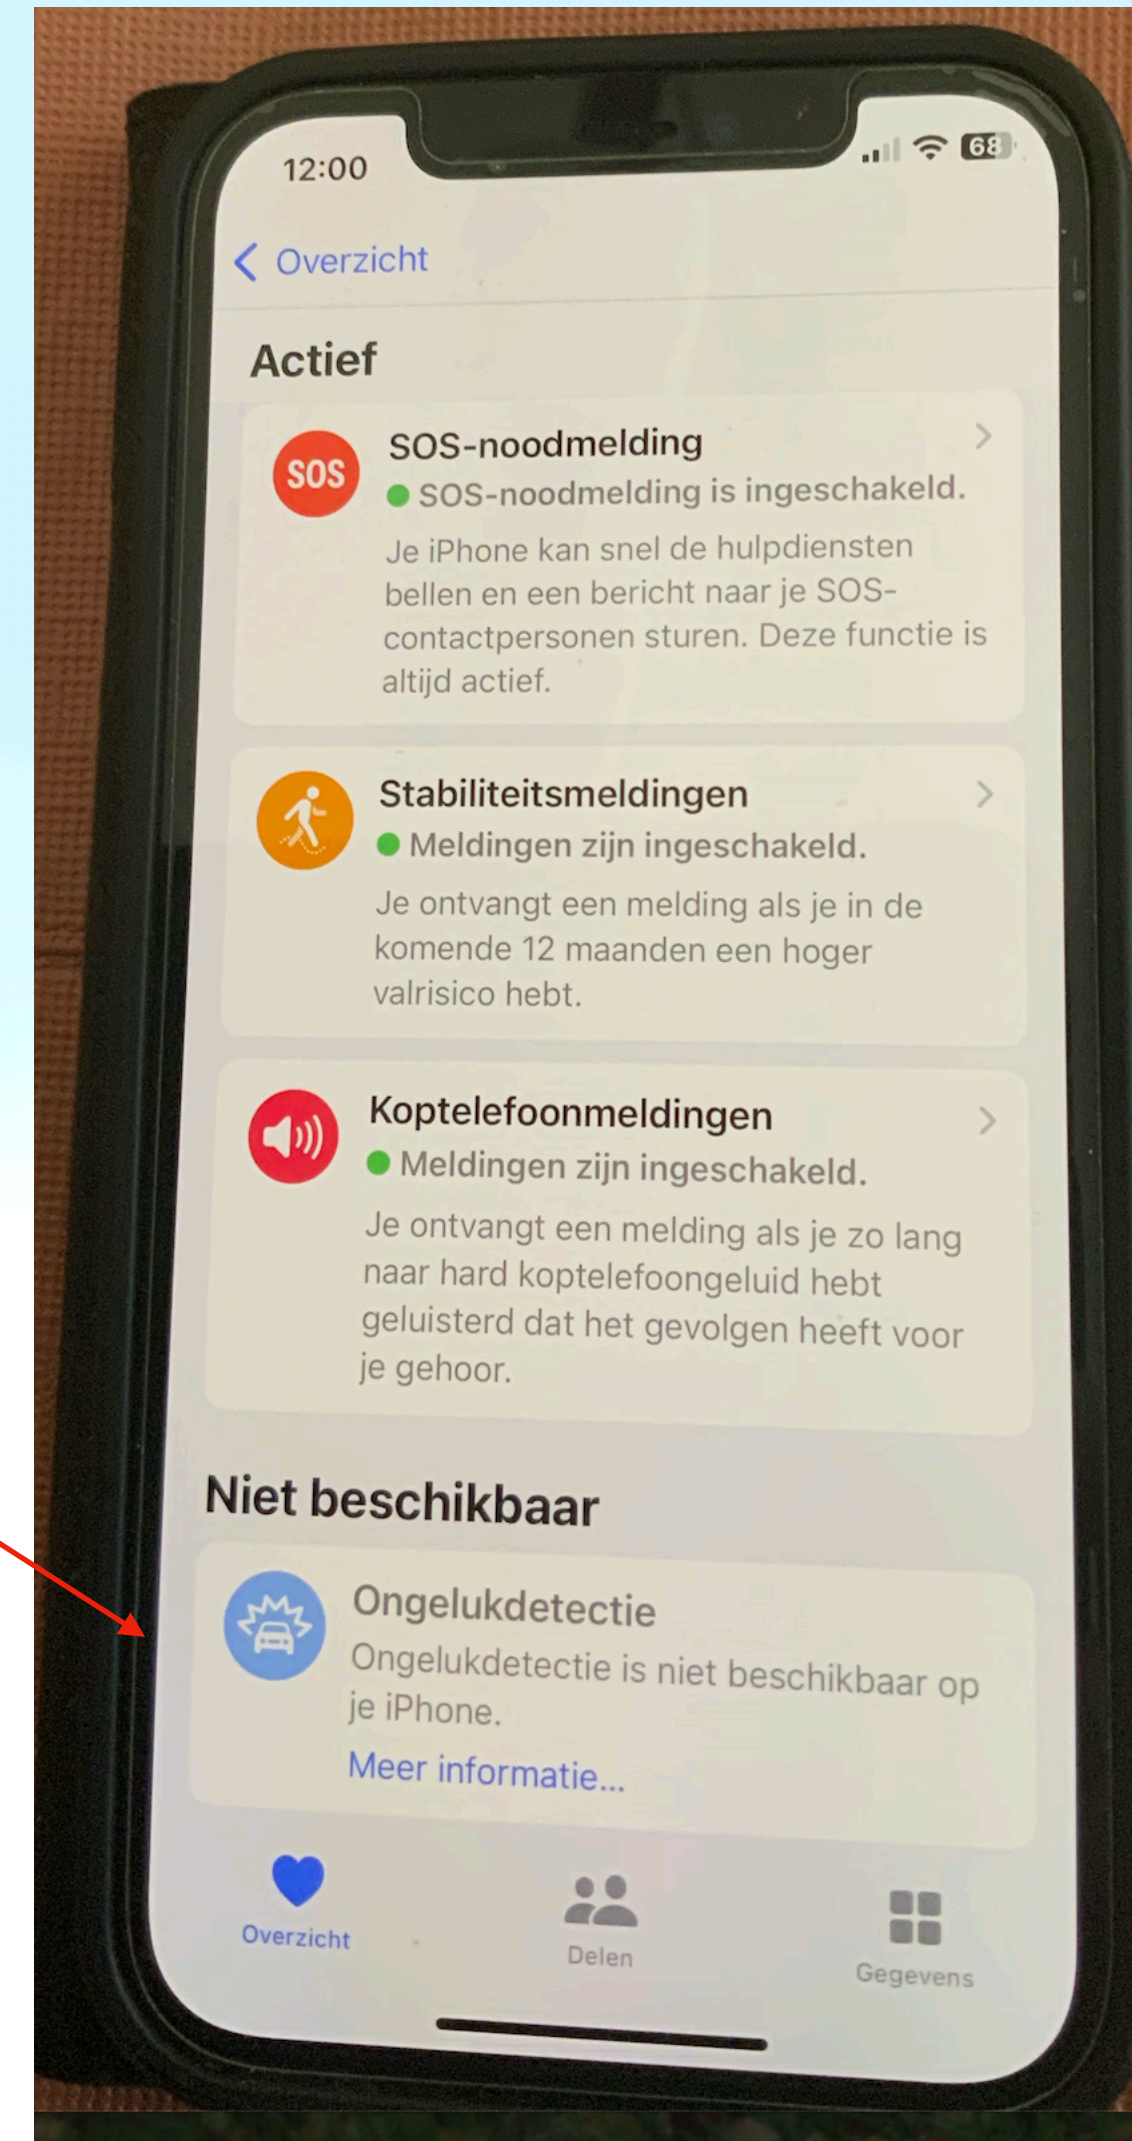 12:00
68
Overzicht
Actief
SOS
SOS-noodmelding
SOS-noodmelding is ingeschakeld.
Je iPhone kan snel de hulpdiensten
bellen en een bericht naar je SOS-
contactpersonen sturen. Deze functie is
altijd actief.
Stabiliteitsmeldingen
Meldingen zijn ingeschakeld.
Je ontvangt een melding als je in de
komende 12 maanden een hoger
valrisico hebt.
Koptelefoonmeldingen
Meldingen zijn ingeschakeld.
Je ontvangt een melding als je zo lang
naar hard koptelefoongeluid hebt
geluisterd dat het gevolgen heeft voor
je gehoor.
Niet beschikbaar
Ongelukdetectie
Ongelukdetectie is niet beschikbaar op
je iPhone.
Meer informatie...
Overzicht
Delen
Gegevens